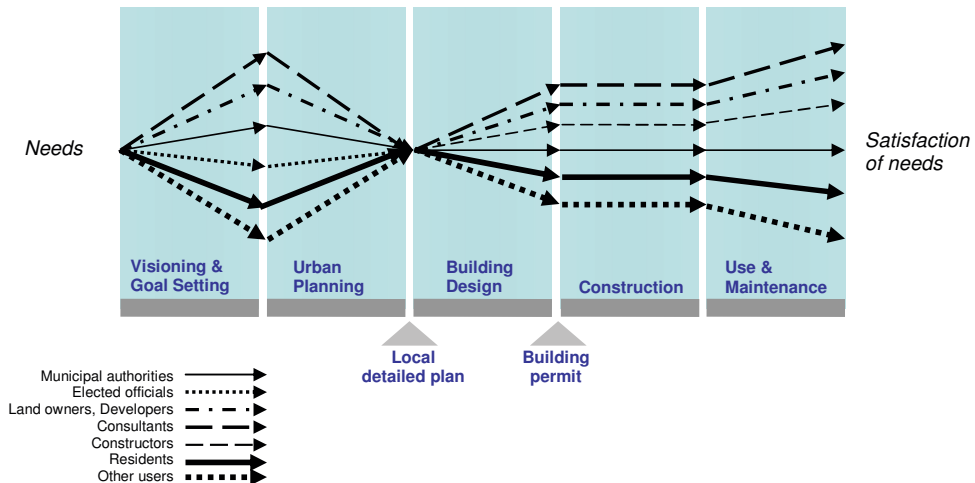 Needs
Satisfaction
of needs
Visioning &
Goal Setting
Urban
Planning
Building
Design
Construction
Use &
Maintenance
Local
detailed plan
Building
permit
Municipal authorities
Elected officials
Land owners, Developers
Consultants
Constructors
Residents
Other users